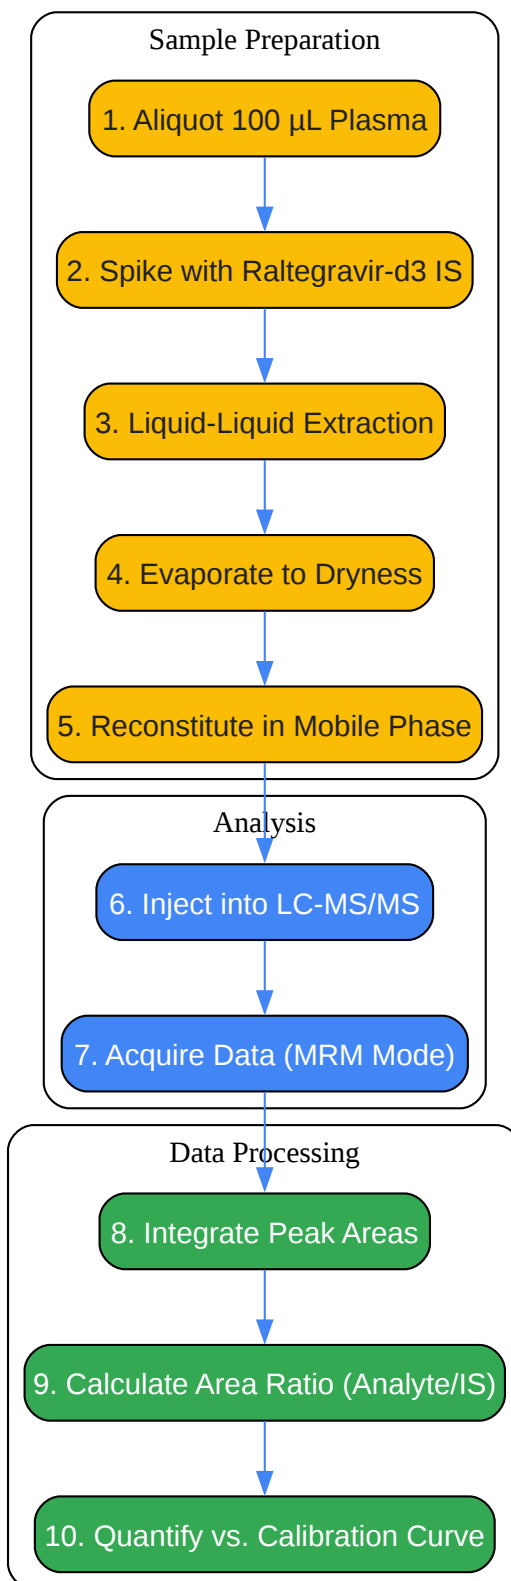 Sample Preparation
1. Aliquot 100 µL Plasma
2. Spike with Raltegravir-d3 IS
3. Liquid-Liquid Extraction
4. Evaporate to Dryness
5. Reconstitute in Mobile Phase
Analysis
6. Inject into LC-MS/MS
7. Acquire Data (MRM Mode)
Data Processing
8. Integrate Peak Areas
9. Calculate Area Ratio (Analyte/IS)
10. Quantify vs. Calibration Curve